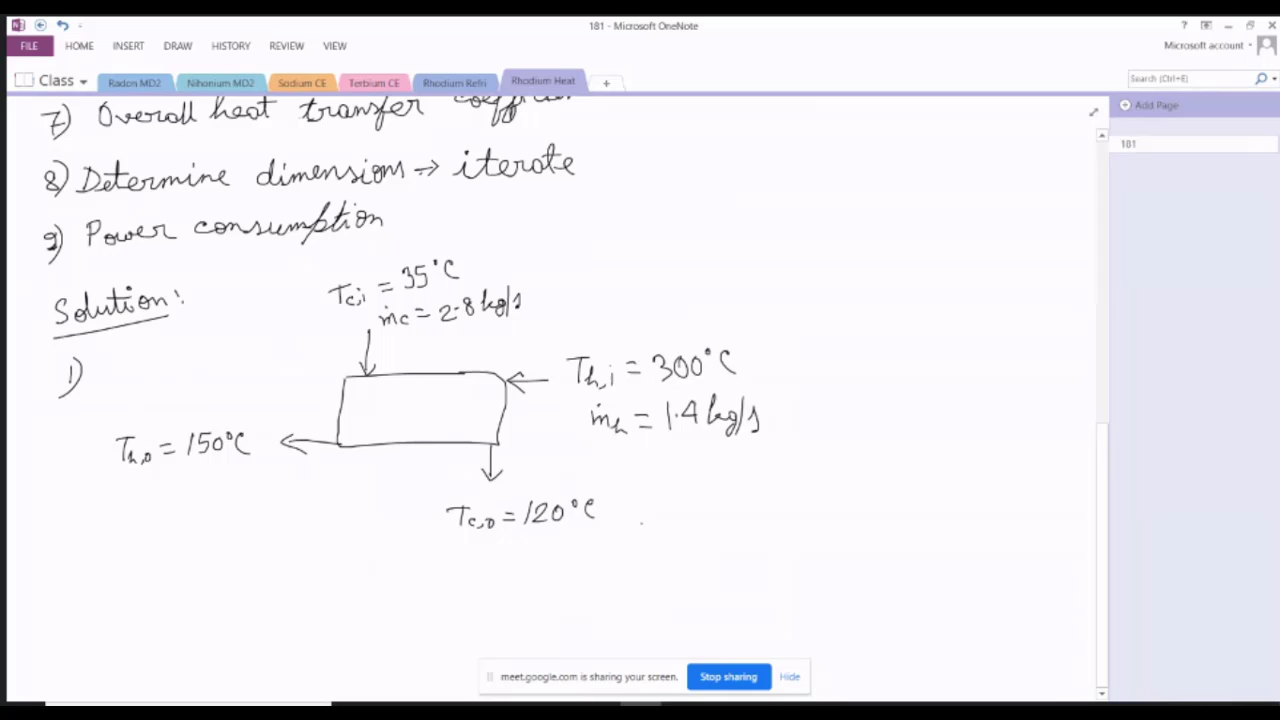 181 - Microsoft OneNote
FILE HOME INSERT DRAW HISTORY REVIEW VIEW
Microsoft account
Class Radon MD2 Nihonium MD2 Sodium CE Terbium CE Rhodium Refri Rhodium Heat
Search (Ctrl+E)
Add Page
181
7) Overall heat transfer
8) Determine dimensions → iterate
9) Power consumption
Solution:
1)
Tc,i = 35°C
ṁc = 2.8 kg/s
Th,i = 300°C
ṁh = 1.4 kg/s
Th,o = 150°C
Tc,o = 120°C
meet.google.com is sharing your screen. Stop sharing Hide